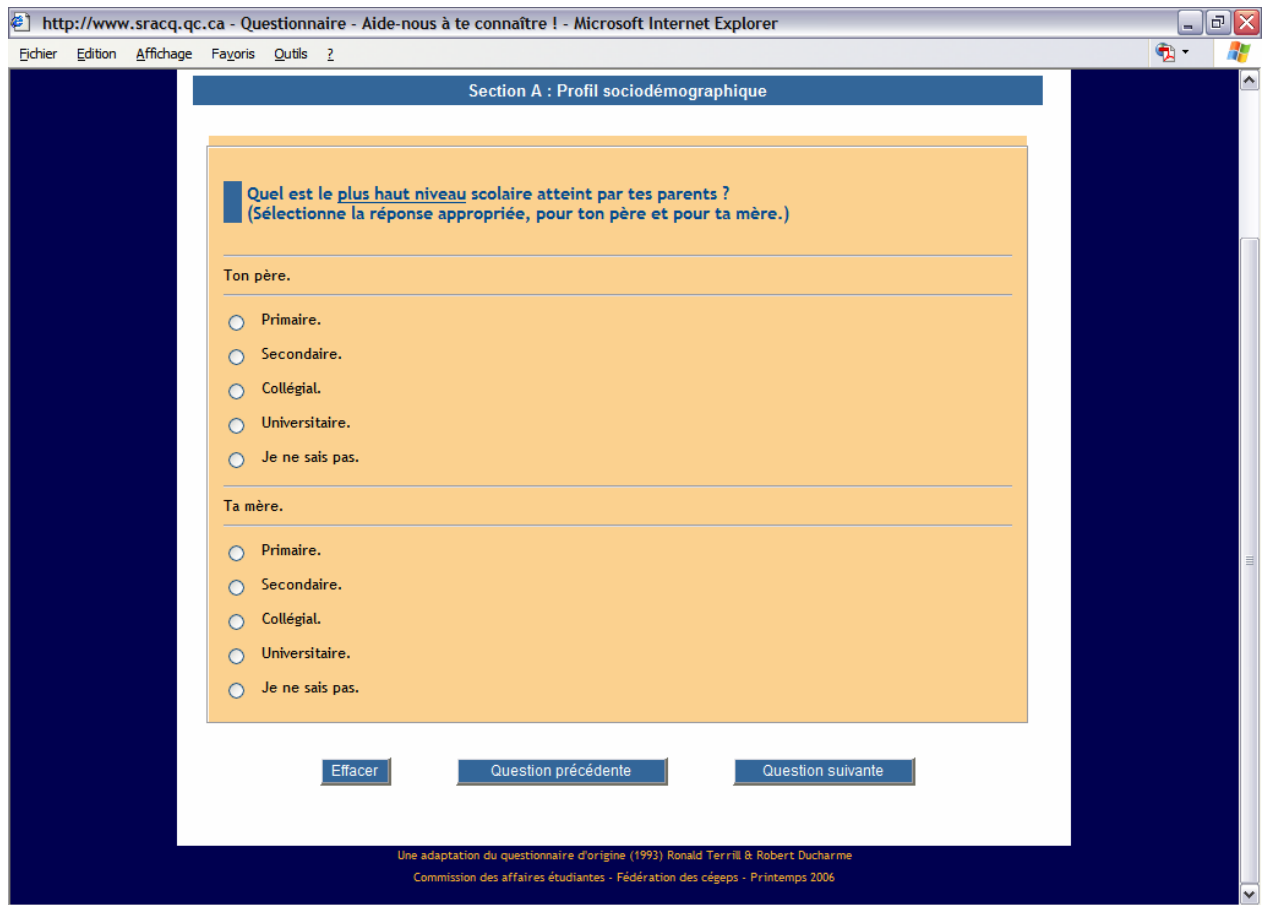 http://www.sracq.qc.ca - Questionnaire - Aide-nous à te connaître ! - Microsoft Internet Explorer
Fichier Edition Affichage Favoris Outils ?
Section A : Profil sociodémographique
Quel est le plus haut niveau scolaire atteint par tes parents ?
(Sélectionne la réponse appropriée, pour ton père et pour ta mère.)
Ton père.
Primaire.
Secondaire.
Collégial.
Universitaire.
Je ne sais pas.
Ta mère.
Primaire.
Secondaire.
Collégial.
Universitaire.
Je ne sais pas.
Effacer Question précédente Question suivante
Une adaptation du questionnaire d'origine (1993) Ronald Terrill & Robert Ducharme
Commission des affaires étudiantes - Fédération des cégeps - Printemps 2006